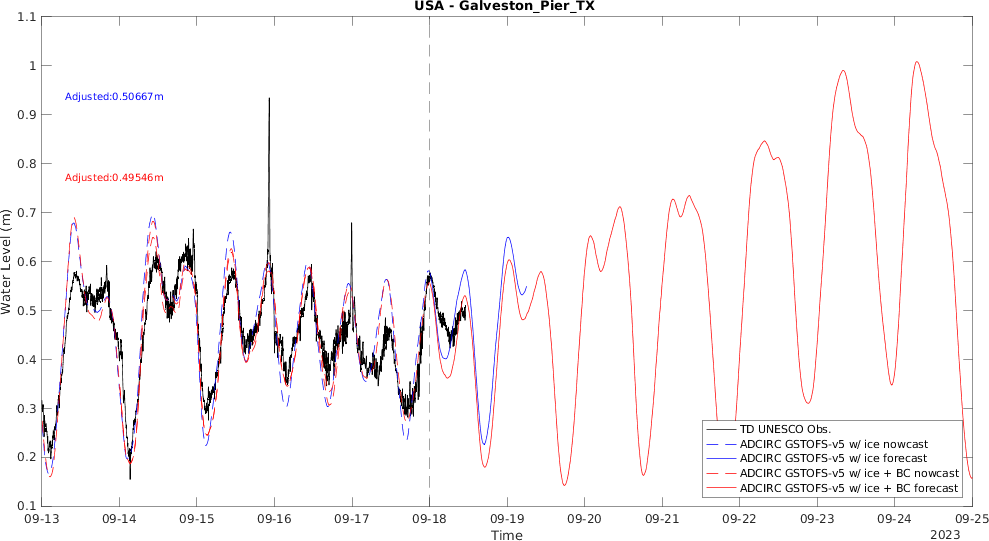 USA - Galveston_Pier_TX
1.1
1
0.9
0.8
0.7
0.6
0.5
0.4
0.3
0.2
0.1
Water Level (m)
Adjusted:0.50667m
Adjusted:0.49546m
TD UNESCO Obs.
ADCIRC GSTOFS-v5 w/ ice nowcast
ADCIRC GSTOFS-v5 w/ ice forecast
ADCIRC GSTOFS-v5 w/ ice + BC nowcast
ADCIRC GSTOFS-v5 w/ ice + BC forecast
09-13 09-14 09-15 09-16 09-17 09-18 09-19 09-20 09-21 09-22 09-23 09-24 09-25
Time
2023